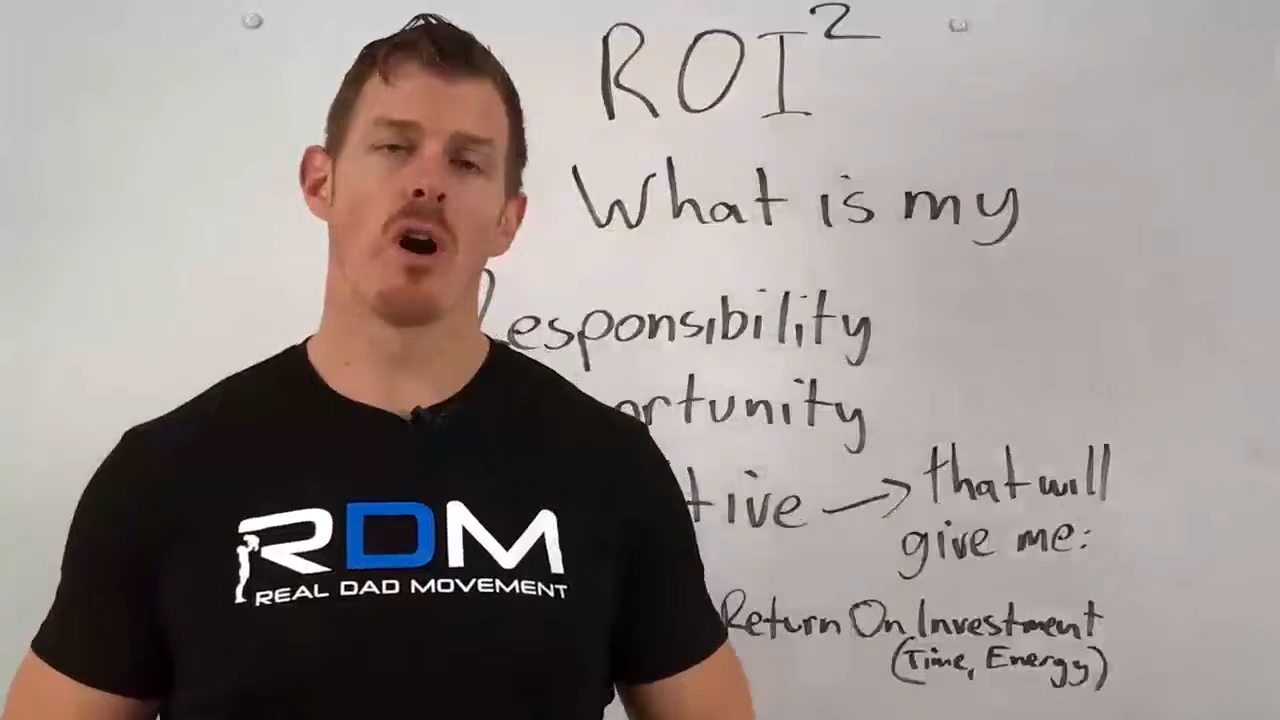 ROI²
What is my
Responsibility
ortunity
tive → that will
give me:
Return On Investment
(Time, Energy)
RDM
REAL DAD MOVEMENT